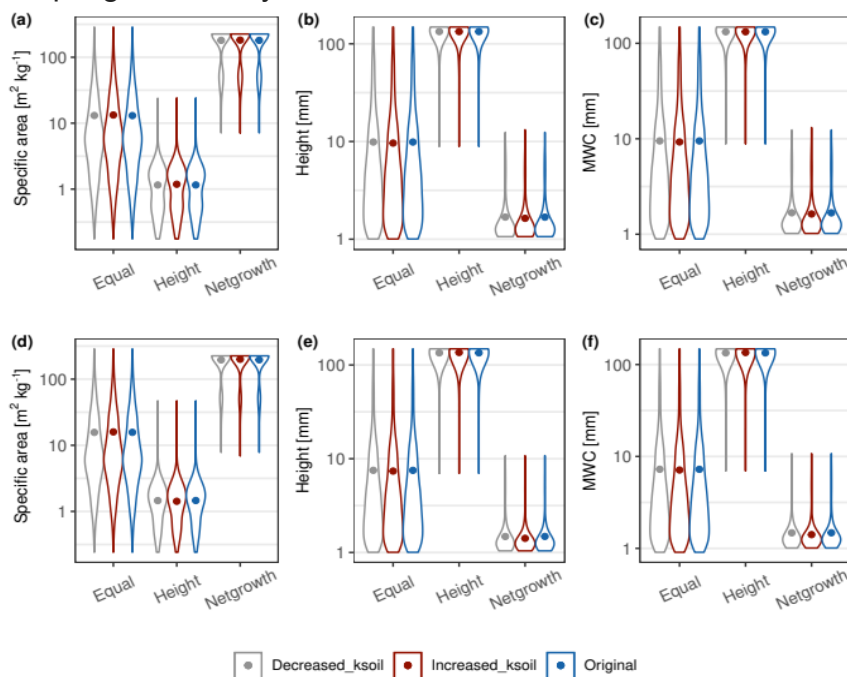 (a)
Specific area [m² kg⁻¹]
100
10
1
Equal
Height
Netgrowth
(b)
Height [mm]
100
10
1
Equal
Height
Netgrowth
(c)
MWC [mm]
100
10
1
Equal
Height
Netgrowth
(d)
Specific area [m² kg⁻¹]
100
10
1
Equal
Height
Netgrowth
(e)
Height [mm]
100
10
1
Equal
Height
Netgrowth
(f)
MWC [mm]
100
10
1
Equal
Height
Netgrowth
Decreased_ksoil Increased_ksoil Original